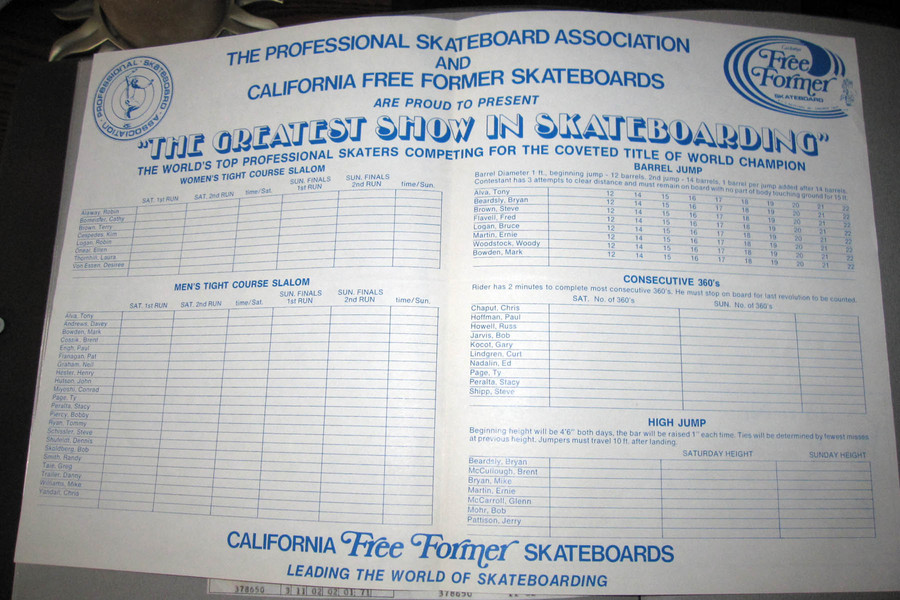 THE PROFESSIONAL SKATEBOARD ASSOCIATION
AND
CALIFORNIA FREE FORMER SKATEBOARDS
ARE PROUD TO PRESENT
"THE GREATEST SHOW IN SKATEBOARDING"
THE WORLD'S TOP PROFESSIONAL SKATERS COMPETING FOR THE COVETED TITLE OF WORLD CHAMPION
PROFESSIONAL SKATEBOARD ASSOCIATION
California
Free
Former
SKATEBOARD
WOMEN'S TIGHT COURSE SLALOM
SAT. 1st RUN SAT. 2nd RUN time/Sat. SUN. FINALS 1st RUN SUN. FINALS 2nd RUN time/Sun.
Alaway, Robin
Cathy
Brown, Terry
Kim
Logan, Robin
Oneal, Ellen
Thornhill, Laura
Von Essen, Desiree
MEN'S TIGHT COURSE SLALOM
SAT. 1st RUN SAT. 2nd RUN time/Sat. SUN. FINALS 1st RUN SUN. FINALS 2nd RUN time/Sun.
Alva, Tony
Andrews, Davey
Bowden, Mark
Brent
Engh, Paul
Flanagan, Pat
Graham, Neil
Hester, Henry
Hutson, John
Miyoshi, Conrad
Page, Ty
Peralta, Stacy
Piercy, Bobby
Ryan, Tommy
Schissler, Steve
Shufeldt, Dennis
Skoldberg, Bob
Smith, Randy
Taie, Greg
Trailer, Danny
Williams, Mike
Yandall, Chris
BARREL JUMP
Barrel Diameter 1 ft., beginning jump - 12 barrels, 2nd jump - 14 barrels, 1 barrel per jump added after 14 barrels.
Contestant has 3 attempts to clear distance and must remain on board with no part of body touching ground for 15 ft.
Alva, Tony 12 14 15 16 17 18 19 20 21 22
Beardsly, Bryan 12 14 15 16 17 18 19 20 21 22
Brown, Steve 12 14 15 16 17 18 19 20 21 22
Flavell, Fred 12 14 15 16 17 18 19 20 21 22
Logan, Bruce 12 14 15 16 17 18 19 20 21 22
Martin, Ernie 12 14 15 16 17 18 19 20 21 22
Woodstock, Woody 12 14 15 16 17 18 19 20 21 22
Bowden, Mark 12 14 15 16 17 18 19 20 21 22
CONSECUTIVE 360's
Rider has 2 minutes to complete most consecutive 360's. He must stop on board for last revolution to be counted.
SAT. No. of 360's SUN. No. of 360's
Chaput, Chris
Hoffman, Paul
Howell, Russ
Jarvis, Bob
Kocot, Gary
Lindgren, Curt
Nadalin, Ed
Page, Ty
Peralta, Stacy
Shipp, Steve
HIGH JUMP
Beginning height will be 4'6" both days, the bar will be raised 1" each time. Ties will be determined by fewest misses
at previous height. Jumpers must travel 10 ft. after landing.
SATURDAY HEIGHT SUNDAY HEIGHT
Beardsly, Bryan
McCullough, Brent
Bryan, Mike
Martin, Ernie
McCarroll, Glenn
Mohr, Bob
Pattison, Jerry
CALIFORNIA Free Former SKATEBOARDS
LEADING THE WORLD OF SKATEBOARDING
378650 3 11 02 02 01 71 378650